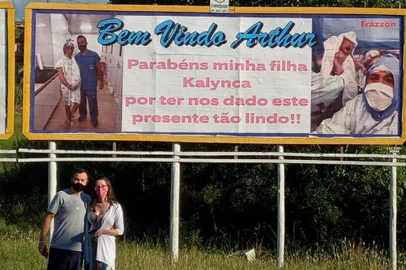 Bem Vindo Arthur
Frazzon
Parabéns minha filha
Kalynca
por ter nos dado este
presente tão lindo!!